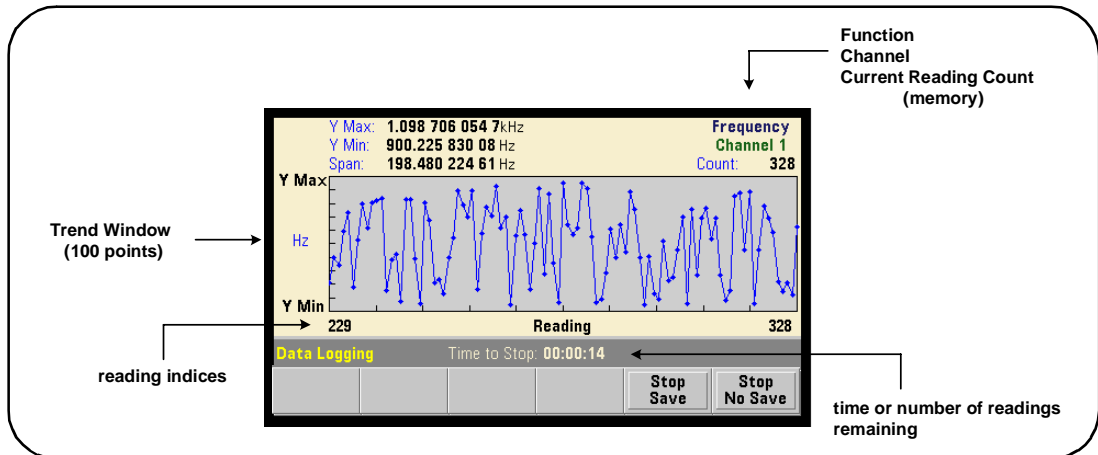 Function
Channel
Current Reading Count
(memory)
Y Max: 1.098 706 054 7kHz
Frequency
Y Min: 900.225 830 08 Hz
Channel 1
Span: 198.480 224 61 Hz
Count: 328
Y Max
Trend Window
(100 points)
Hz
Y Min
229
Reading
328
Data Logging
Time to Stop: 00:00:14
reading indices
Stop
Save
Stop
No Save
time or number of readings
remaining